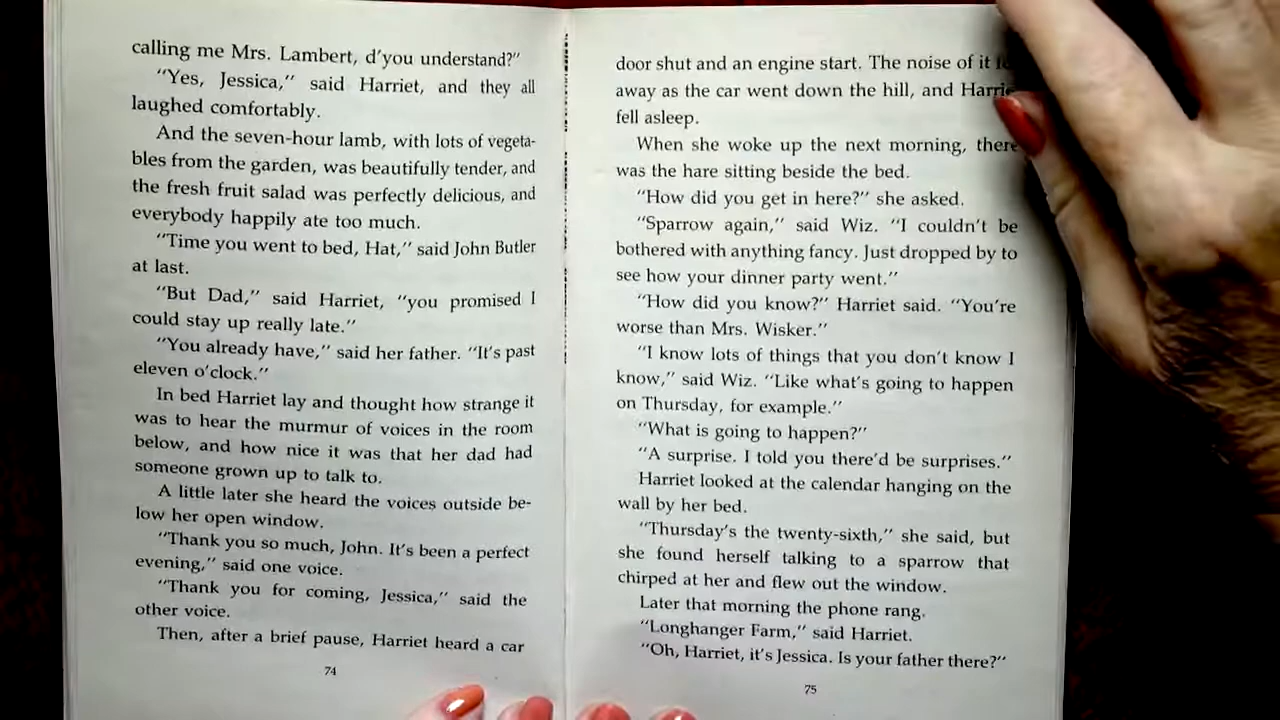 calling me Mrs. Lambert, d'you understand?"
"Yes, Jessica," said Harriet, and they all
laughed comfortably.
And the seven-hour lamb, with lots of vegeta-
bles from the garden, was beautifully tender, and
the fresh fruit salad was perfectly delicious, and
everybody happily ate too much.
"Time you went to bed, Hat," said John Butler
at last.
"But Dad," said Harriet, "you promised I
could stay up really late."
"You already have," said her father. "It's past
eleven o'clock."
In bed Harriet lay and thought how strange it
was to hear the murmur of voices in the room
below, and how nice it was that her dad had
someone grown up to talk to.
A little later she heard the voices outside be-
low her open window.
"Thank you so much, John. It's been a perfect
evening," said one voice.
"Thank you for coming, Jessica," said the
other voice.
Then, after a brief pause, Harriet heard a car
74
door shut and an engine start. The noise of it
away as the car went down the hill, and Harriet
fell asleep.
When she woke up the next morning, there
was the hare sitting beside the bed.
"How did you get in here?" she asked.
"Sparrow again," said Wiz. "I couldn't be
bothered with anything fancy. Just dropped by to
see how your dinner party went."
"How did you know?" Harriet said. "You're
worse than Mrs. Wisker."
"I know lots of things that you don't know I
know," said Wiz. "Like what's going to happen
on Thursday, for example."
"What is going to happen?"
"A surprise. I told you there'd be surprises."
Harriet looked at the calendar hanging on the
wall by her bed.
"Thursday's the twenty-sixth," she said, but
she found herself talking to a sparrow that
chirped at her and flew out the window.
Later that morning the phone rang.
"Longhanger Farm," said Harriet.
"Oh, Harriet, it's Jessica. Is your father there?"
75